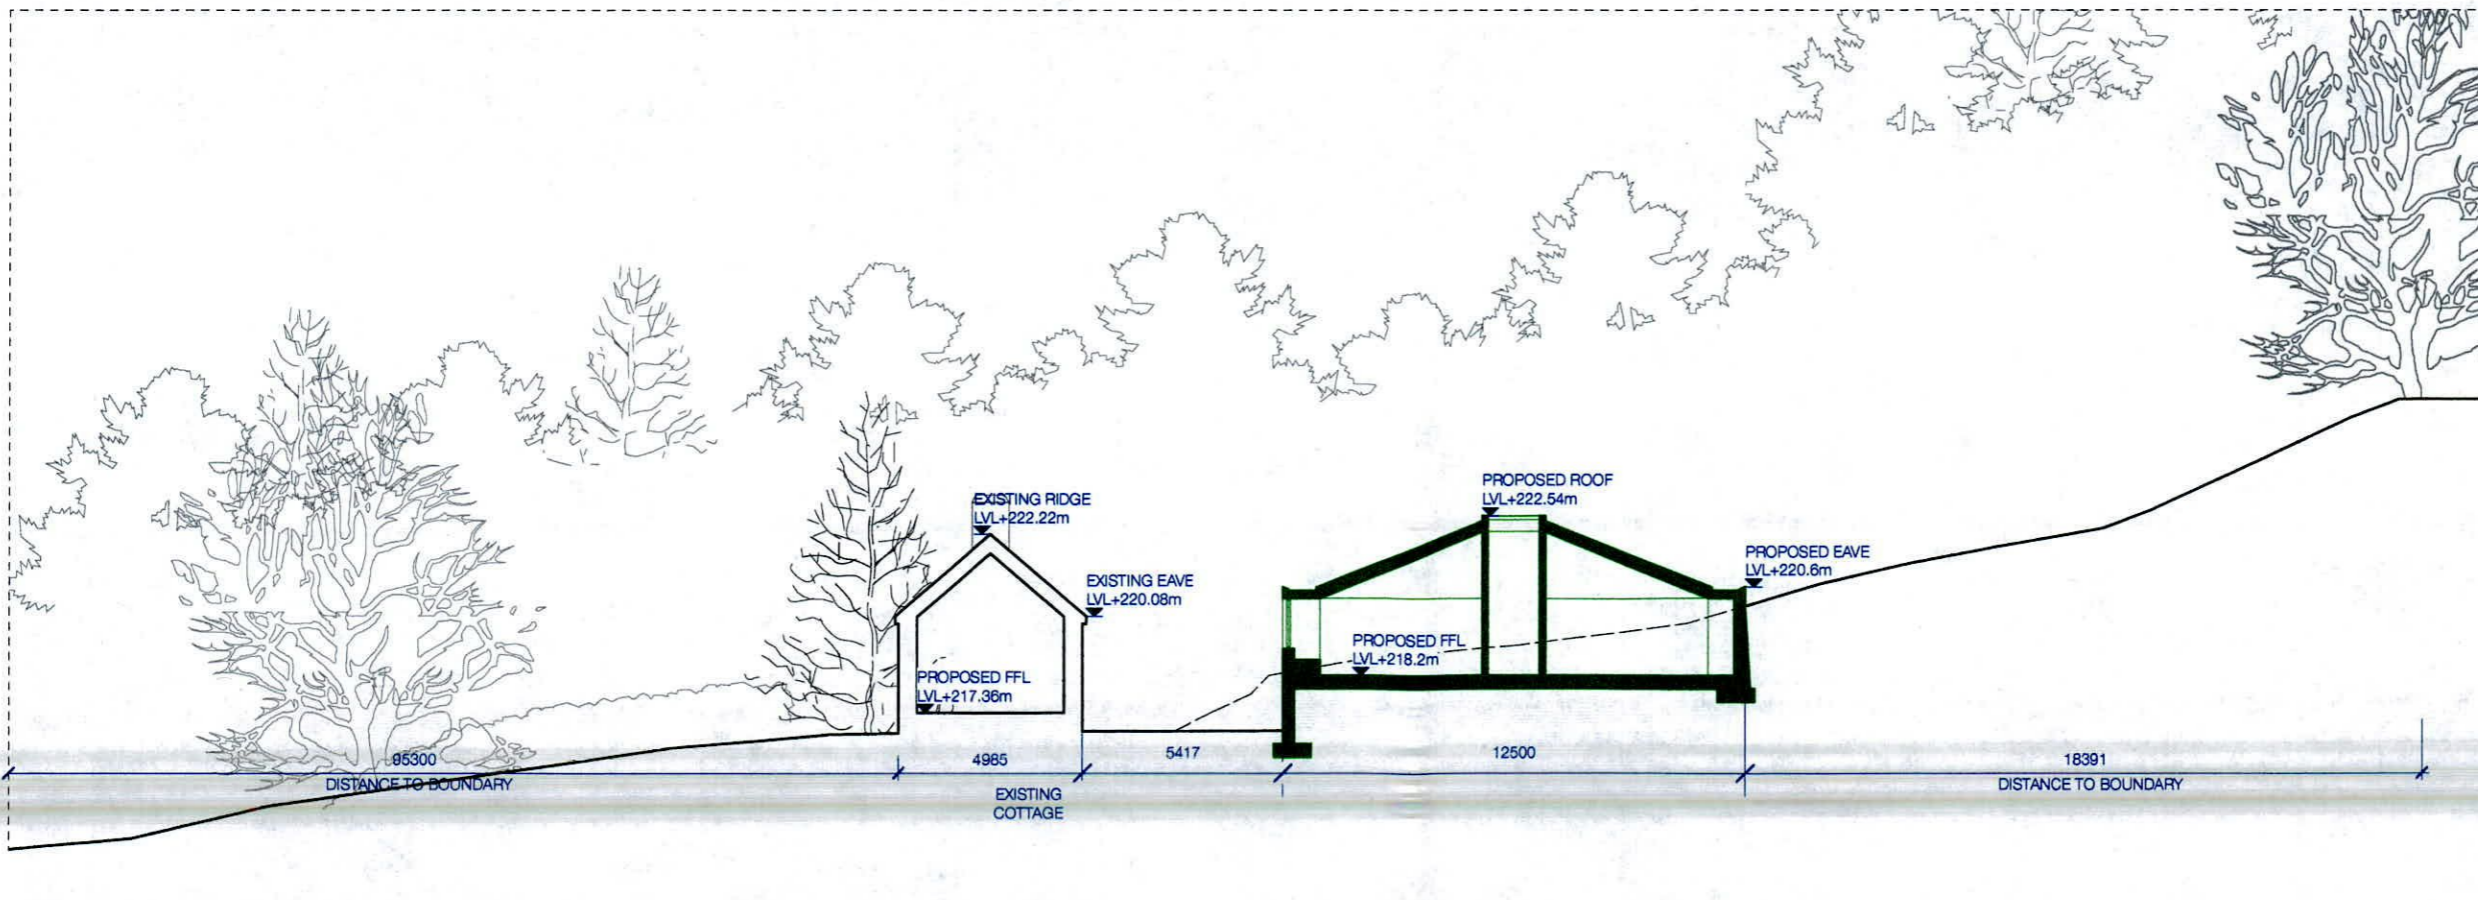 PROPOSED ROOF
LVL+222.54m
EXISTING RIDGE
LVL+222.22m
PROPOSED EAVE
LVL+220.6m
EXISTING EAVE
LVL+220.08m
PROPOSED FFL
LVL+218.2m
PROPOSED FFL
LVL+217.36m
95300
DISTANCE TO BOUNDARY
4985
EXISTING
COTTAGE
5417
12500
18391
DISTANCE TO BOUNDARY